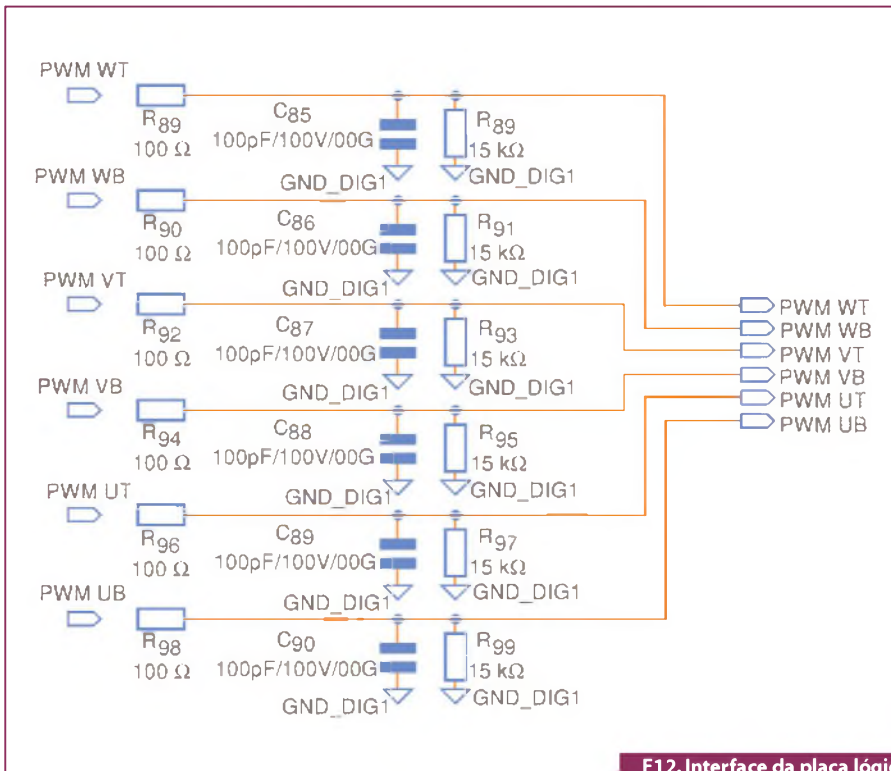 PWM WT
R89
100 Ω
C85
100pF/100V/00G
R89
15 kΩ
GND_DIG1
GND_DIG1
PWM WB
R90
100 Ω
C86
100pF/100V/00G
R91
15 kΩ
GND_DIG1
GND_DIG1
PWM VT
R92
100 Ω
C87
100pF/100V/00G
R93
15 kΩ
GND_DIG1
GND_DIG1
PWM VB
R94
100 Ω
C88
100pF/100V/00G
R95
15 kΩ
GND_DIG1
GND_DIG1
PWM UT
R96
100 Ω
C89
100pF/100V/00G
R97
15 kΩ
GND_DIG1
GND_DIG1
PWM UB
R98
100 Ω
C90
100pF/100V/00G
R99
15 kΩ
GND_DIG1
GND_DIG1
PWM WT
PWM WB
PWM VT
PWM VB
PWM UT
PWM UB
F12. Interface da placa